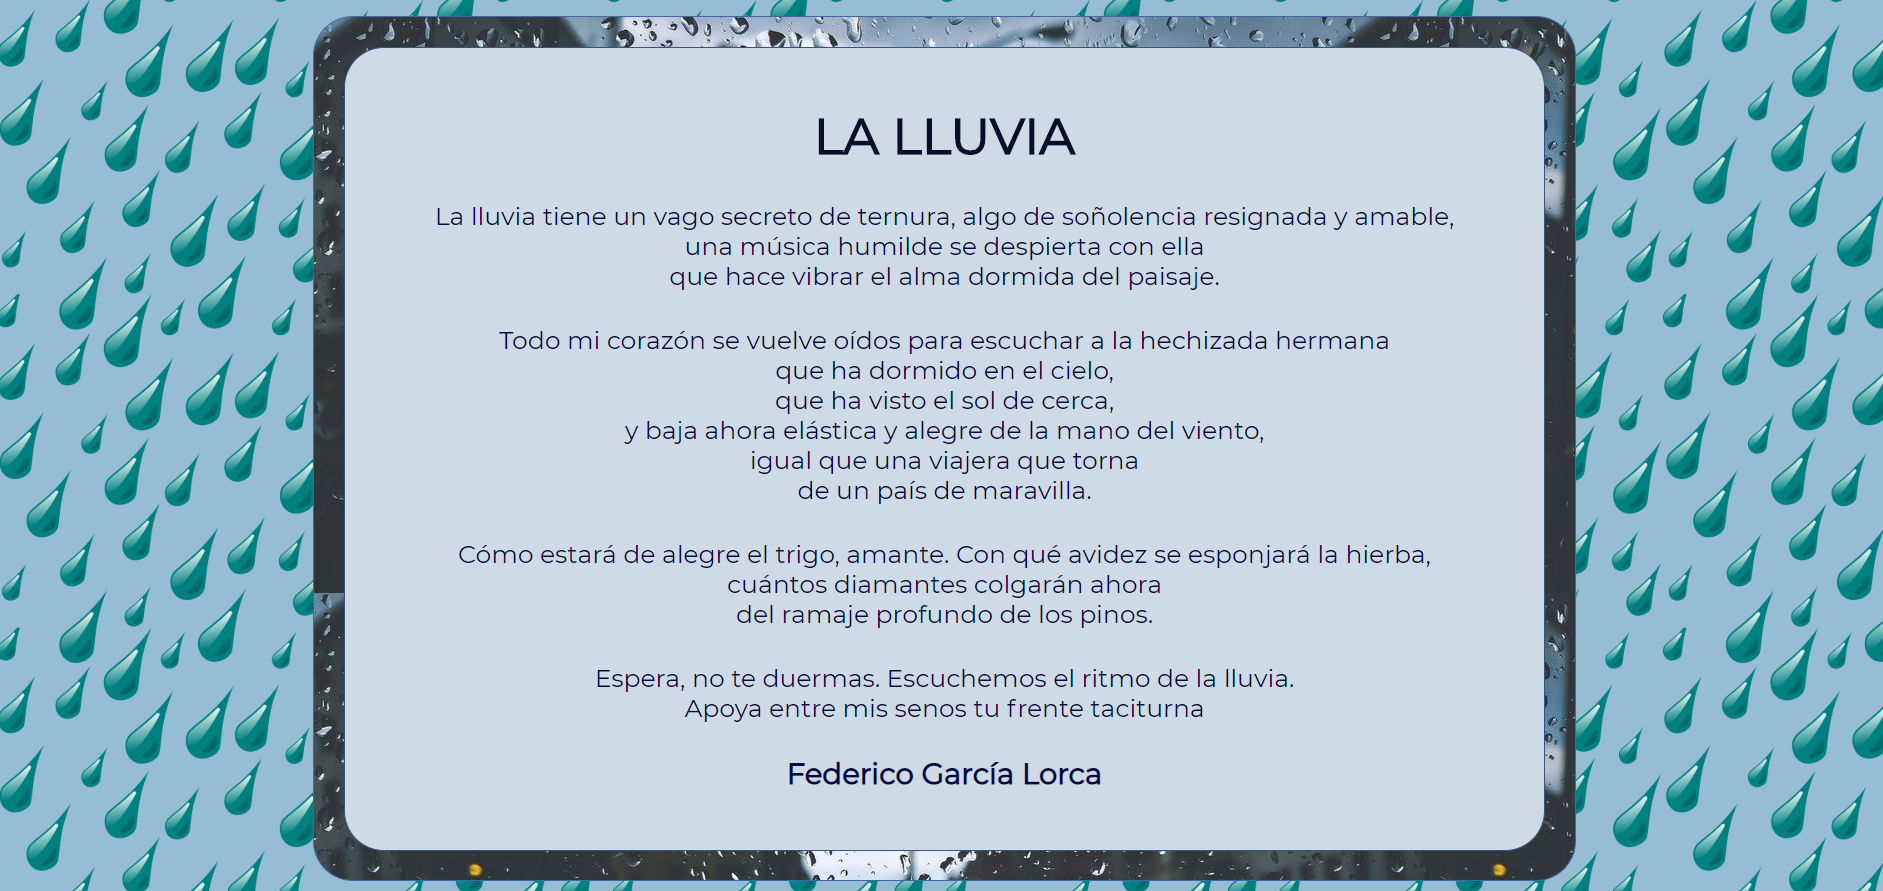 LA LLUVIA
La lluvia tiene un vago secreto de ternura, algo de soñolencia resignada y amable,
una música humilde se despierta con ella
que hace vibrar el alma dormida del paisaje.
Todo mi corazón se vuelve oídos para escuchar a la hechizada hermana
que ha dormido en el cielo,
que ha visto el sol de cerca,
y baja ahora elástica y alegre de la mano del viento,
igual que una viajera que torna
de un país de maravilla.
Cómo estará de alegre el trigo, amante. Con qué avidez se esponjará la hierba,
cuántos diamantes colgarán ahora
del ramaje profundo de los pinos.
Espera, no te duermas. Escuchemos el ritmo de la lluvia.
Apoya entre mis senos tu frente taciturna
Federico García Lorca